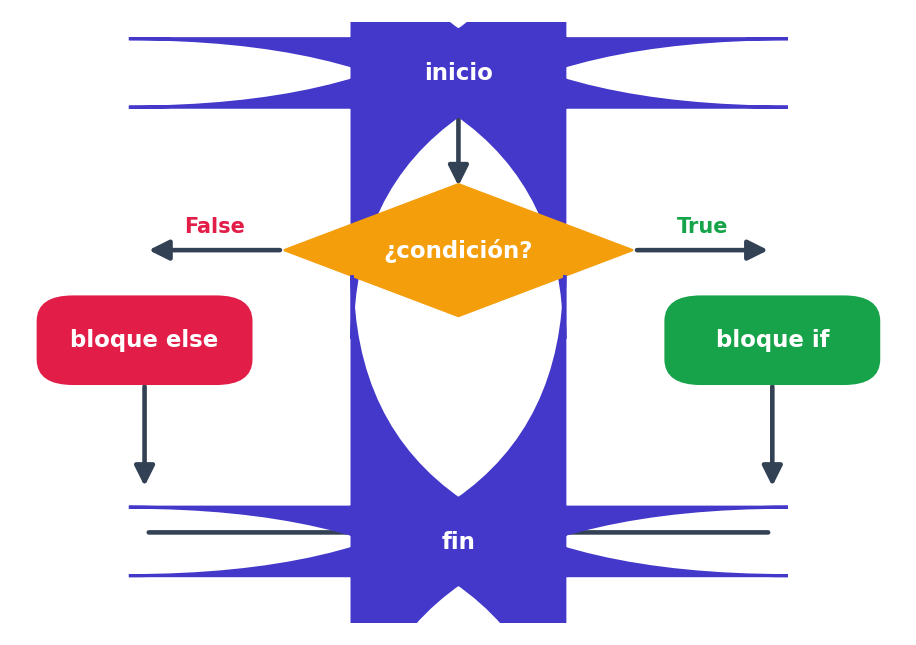 inicio
False
True
¿condición?
bloque else
bloque if
fin